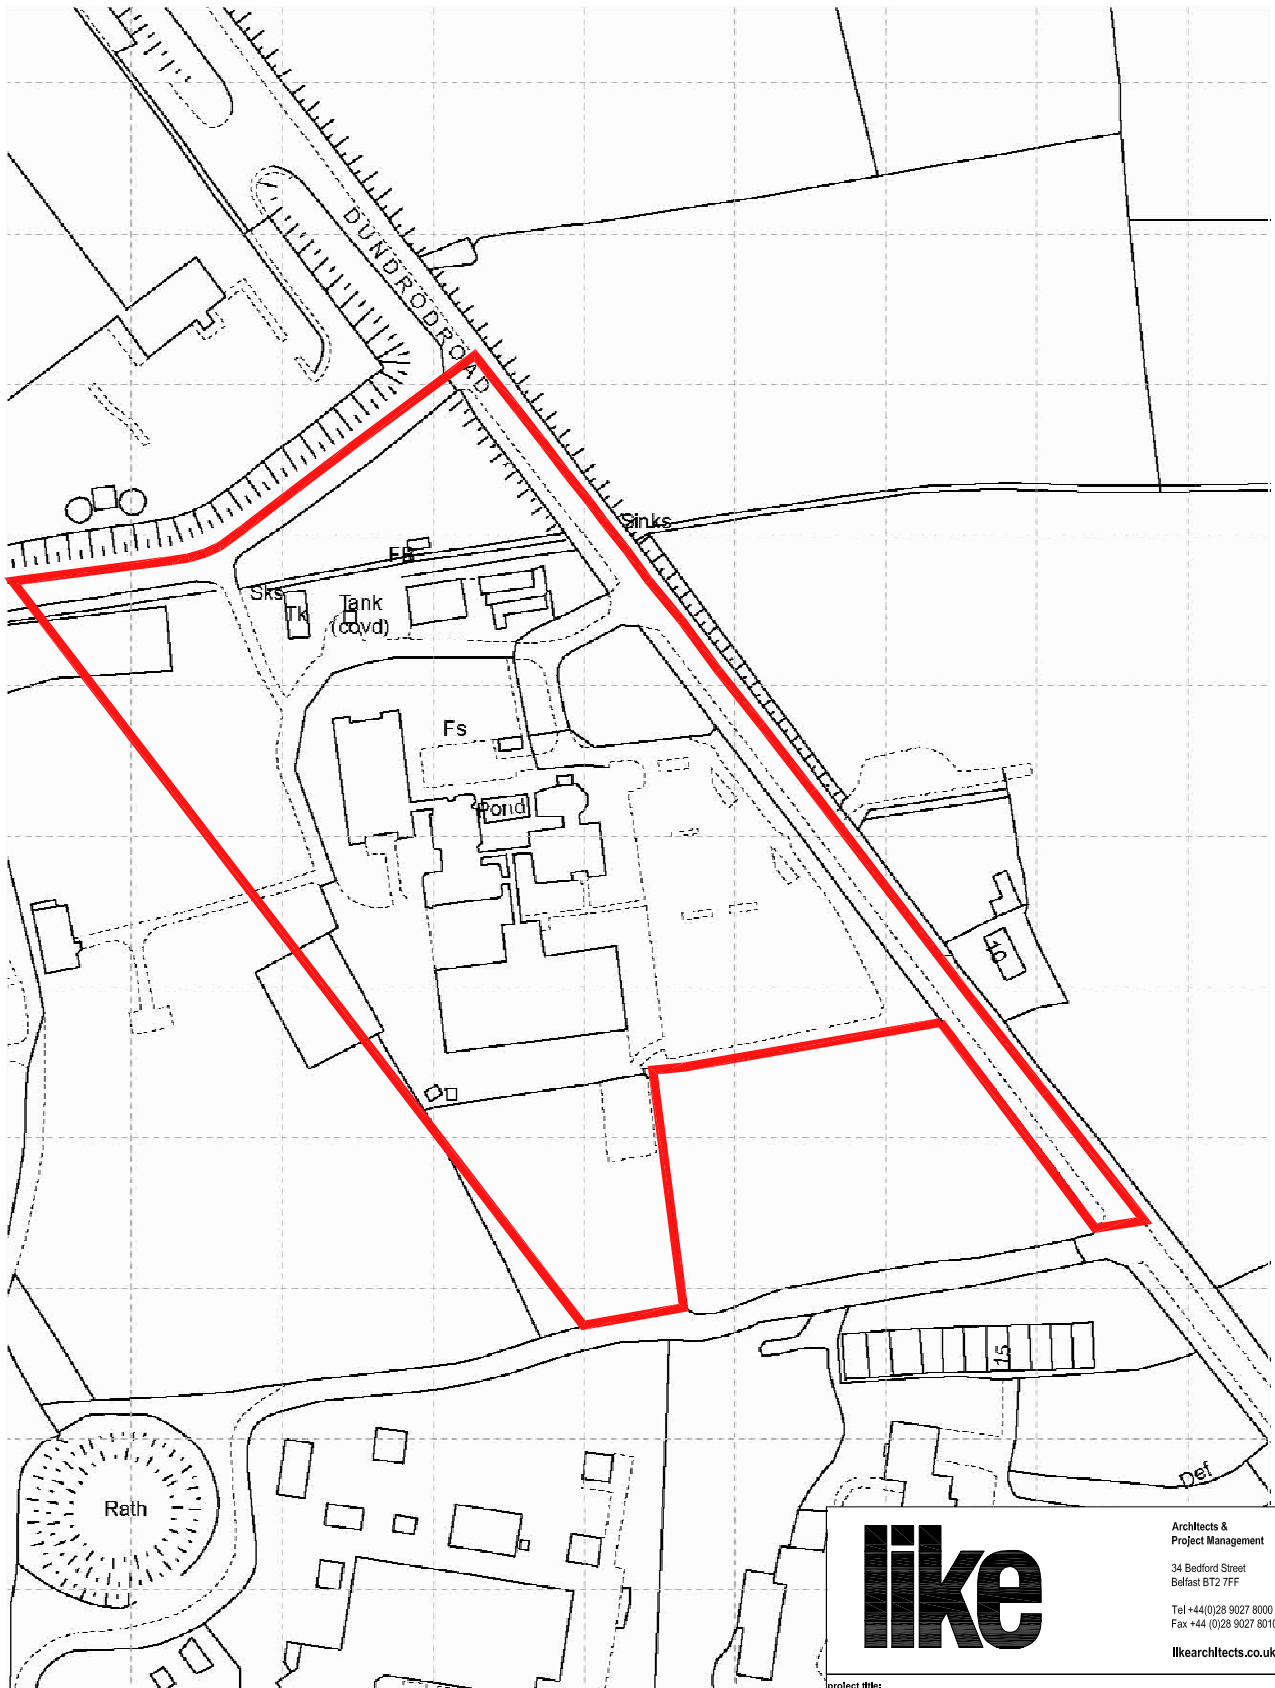 DUNDROD ROAD
Sinks
FB
Sks
Tk
Tank
(covd)
Fs
Pond
10
15
Def
Rath
like
Architects &
Project Management
34 Bedford Street
Belfast BT2 7FF
Tel +44(0)28 9027 8000
Fax +44 (0)28 9027 8010
likearchitects.co.uk
project title: